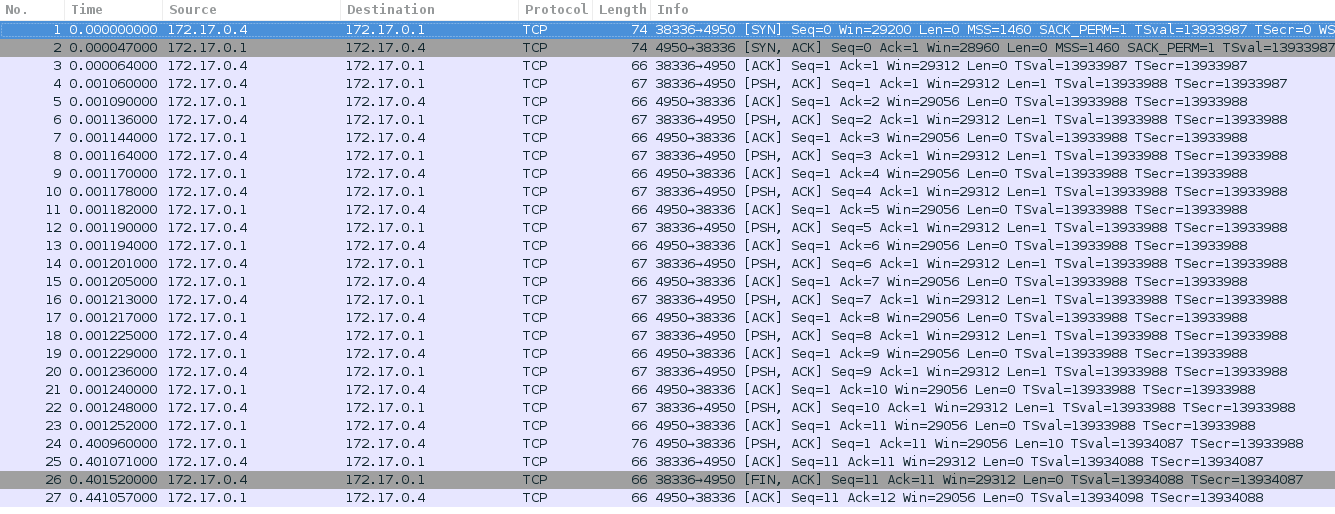 No. Time Source Destination Protocol Length Info
1 0.000000000 172.17.0.4 172.17.0.1 TCP 74 38336→4950 [SYN] Seq=0 Win=29200 Len=0 MSS=1460 SACK_PERM=1 TSval=13933987 TSecr=0 WS
2 0.000047000 172.17.0.1 172.17.0.4 TCP 74 4950→38336 [SYN, ACK] Seq=0 Ack=1 Win=28960 Len=0 MSS=1460 SACK_PERM=1 TSval=13933987
3 0.000064000 172.17.0.4 172.17.0.1 TCP 66 38336→4950 [ACK] Seq=1 Ack=1 Win=29312 Len=0 TSval=13933987 TSecr=13933987
4 0.001060000 172.17.0.4 172.17.0.1 TCP 67 38336→4950 [PSH, ACK] Seq=1 Ack=1 Win=29312 Len=1 TSval=13933988 TSecr=13933987
5 0.001090000 172.17.0.1 172.17.0.4 TCP 66 4950→38336 [ACK] Seq=1 Ack=2 Win=29056 Len=0 TSval=13933988 TSecr=13933988
6 0.001136000 172.17.0.4 172.17.0.1 TCP 67 38336→4950 [PSH, ACK] Seq=2 Ack=1 Win=29312 Len=1 TSval=13933988 TSecr=13933988
7 0.001144000 172.17.0.1 172.17.0.4 TCP 66 4950→38336 [ACK] Seq=1 Ack=3 Win=29056 Len=0 TSval=13933988 TSecr=13933988
8 0.001164000 172.17.0.4 172.17.0.1 TCP 67 38336→4950 [PSH, ACK] Seq=3 Ack=1 Win=29312 Len=1 TSval=13933988 TSecr=13933988
9 0.001170000 172.17.0.1 172.17.0.4 TCP 66 4950→38336 [ACK] Seq=1 Ack=4 Win=29056 Len=0 TSval=13933988 TSecr=13933988
10 0.001178000 172.17.0.4 172.17.0.1 TCP 67 38336→4950 [PSH, ACK] Seq=4 Ack=1 Win=29312 Len=1 TSval=13933988 TSecr=13933988
11 0.001182000 172.17.0.1 172.17.0.4 TCP 66 4950→38336 [ACK] Seq=1 Ack=5 Win=29056 Len=0 TSval=13933988 TSecr=13933988
12 0.001190000 172.17.0.4 172.17.0.1 TCP 67 38336→4950 [PSH, ACK] Seq=5 Ack=1 Win=29312 Len=1 TSval=13933988 TSecr=13933988
13 0.001194000 172.17.0.1 172.17.0.4 TCP 66 4950→38336 [ACK] Seq=1 Ack=6 Win=29056 Len=0 TSval=13933988 TSecr=13933988
14 0.001201000 172.17.0.4 172.17.0.1 TCP 67 38336→4950 [PSH, ACK] Seq=6 Ack=1 Win=29312 Len=1 TSval=13933988 TSecr=13933988
15 0.001205000 172.17.0.1 172.17.0.4 TCP 66 4950→38336 [ACK] Seq=1 Ack=7 Win=29056 Len=0 TSval=13933988 TSecr=13933988
16 0.001213000 172.17.0.4 172.17.0.1 TCP 67 38336→4950 [PSH, ACK] Seq=7 Ack=1 Win=29312 Len=1 TSval=13933988 TSecr=13933988
17 0.001217000 172.17.0.1 172.17.0.4 TCP 66 4950→38336 [ACK] Seq=1 Ack=8 Win=29056 Len=0 TSval=13933988 TSecr=13933988
18 0.001225000 172.17.0.4 172.17.0.1 TCP 67 38336→4950 [PSH, ACK] Seq=8 Ack=1 Win=29312 Len=1 TSval=13933988 TSecr=13933988
19 0.001229000 172.17.0.1 172.17.0.4 TCP 66 4950→38336 [ACK] Seq=1 Ack=9 Win=29056 Len=0 TSval=13933988 TSecr=13933988
20 0.001236000 172.17.0.4 172.17.0.1 TCP 67 38336→4950 [PSH, ACK] Seq=9 Ack=1 Win=29312 Len=1 TSval=13933988 TSecr=13933988
21 0.001240000 172.17.0.1 172.17.0.4 TCP 66 4950→38336 [ACK] Seq=1 Ack=10 Win=29056 Len=0 TSval=13933988 TSecr=13933988
22 0.001248000 172.17.0.4 172.17.0.1 TCP 67 38336→4950 [PSH, ACK] Seq=10 Ack=1 Win=29312 Len=1 TSval=13933988 TSecr=13933988
23 0.001252000 172.17.0.1 172.17.0.4 TCP 66 4950→38336 [ACK] Seq=1 Ack=11 Win=29056 Len=0 TSval=13933988 TSecr=13933988
24 0.400960000 172.17.0.1 172.17.0.4 TCP 76 4950→38336 [PSH, ACK] Seq=1 Ack=11 Win=29056 Len=10 TSval=13934087 TSecr=13933988
25 0.401071000 172.17.0.4 172.17.0.1 TCP 66 38336→4950 [ACK] Seq=11 Ack=11 Win=29312 Len=0 TSval=13934088 TSecr=13934087
26 0.401520000 172.17.0.4 172.17.0.1 TCP 66 38336→4950 [FIN, ACK] Seq=11 Ack=11 Win=29312 Len=0 TSval=13934088 TSecr=13934087
27 0.441057000 172.17.0.1 172.17.0.4 TCP 66 4950→38336 [ACK] Seq=11 Ack=12 Win=29056 Len=0 TSval=13934098 TSecr=13934088